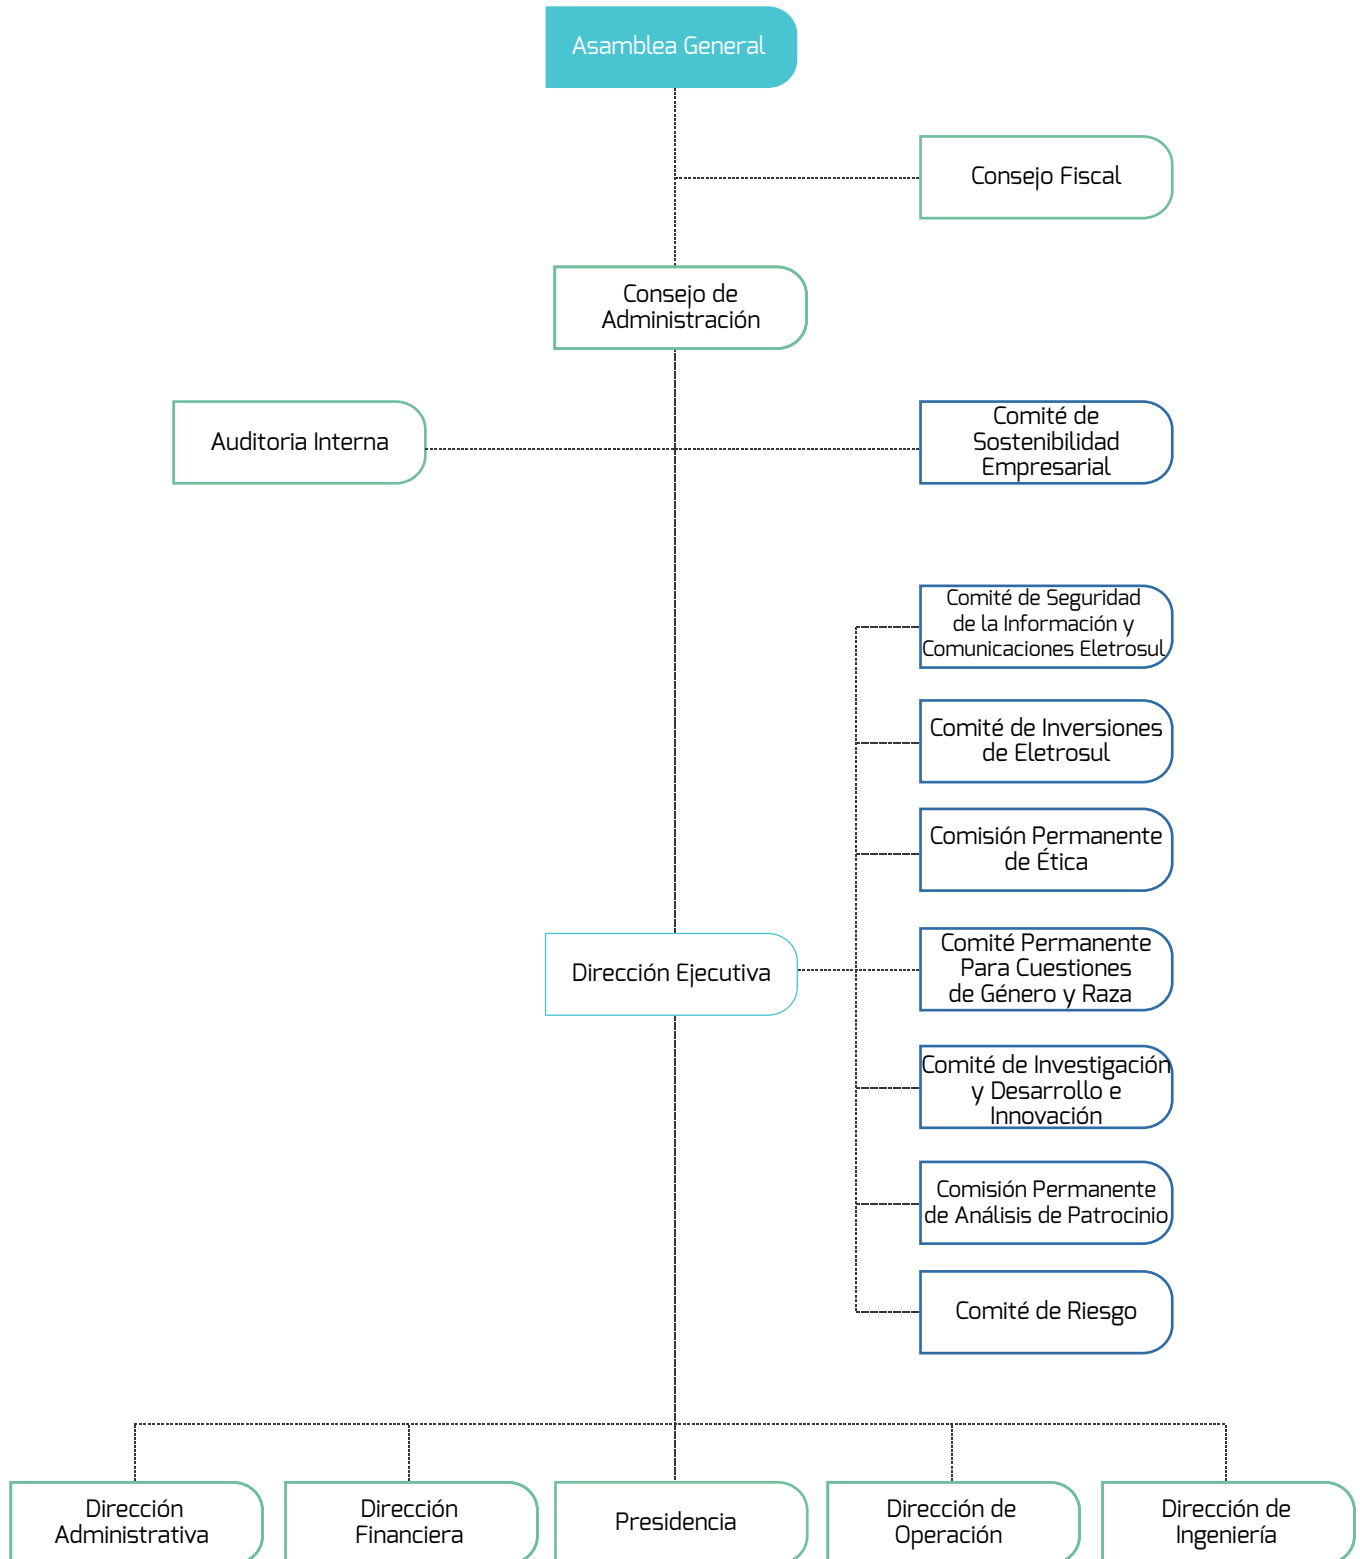 Asamblea General
Consejo Fiscal
Consejo de
Administración
Auditoria Interna
Comité de
Sostenibilidad
Empresarial
Comité de Seguridad
de la Información y
Comunicaciones Eletrosul
Comité de Inversiones
de Eletrosul
Comisión Permanente
de Ética
Dirección Ejecutiva
Comité Permanente
Para Cuestiones
de Género y Raza
Comité de Investigación
y Desarrollo e
Innovación
Comisión Permanente
de Análisis de Patrocinio
Comité de Riesgo
Dirección
Administrativa
Dirección
Financiera
Presidencia
Dirección de
Operación
Dirección de
Ingeniería